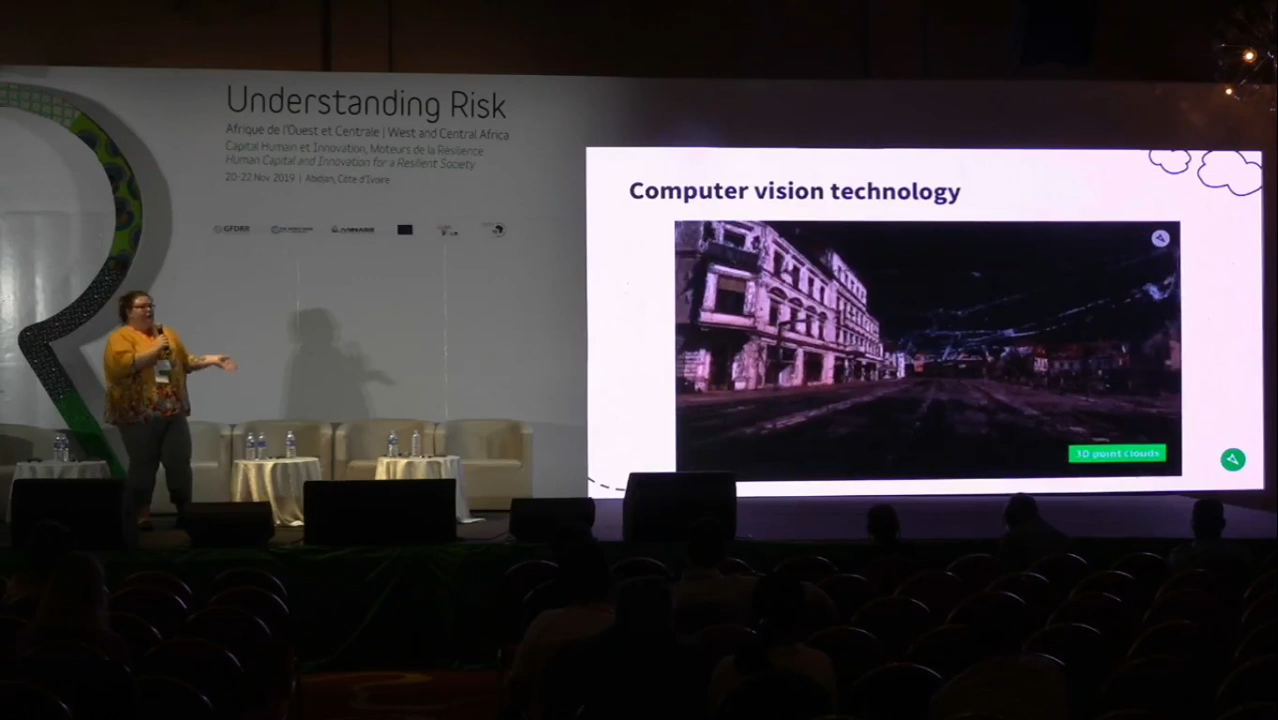 Understanding Risk
Afrique de l'Ouest et Centrale | West and Central Africa
Capital Humain et Innovation, Moteurs de la Résilience
Human Capital and Innovation for a Resilient Society
20-22 Nov 2019 | Abidjan, Côte d'Ivoire
GFDRR
Computer vision technology
3D point clouds